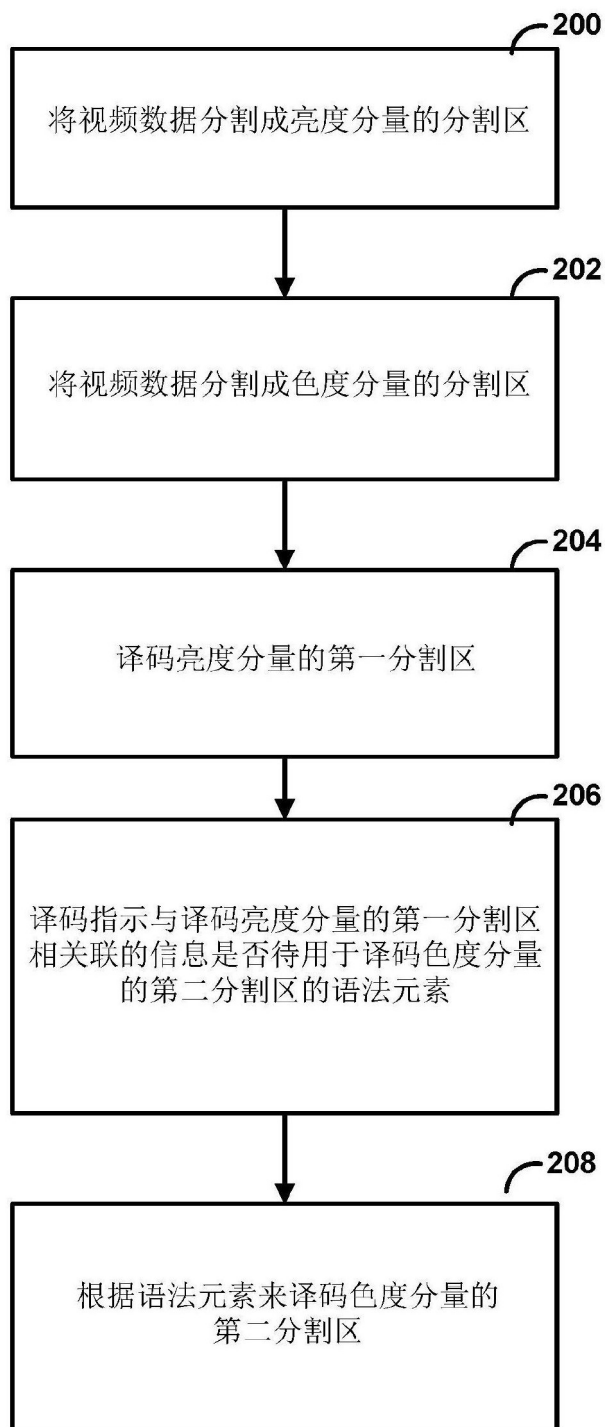 200
将视频数据分割成亮度分量的分割区
202
将视频数据分割成色度分量的分割区
204
译码亮度分量的第一分割区
206
译码指示与译码亮度分量的第一分割区
相关联的信息是否待用于译码色度分量
的第二分割区的语法元素
208
根据语法元素来译码色度分量的
第二分割区